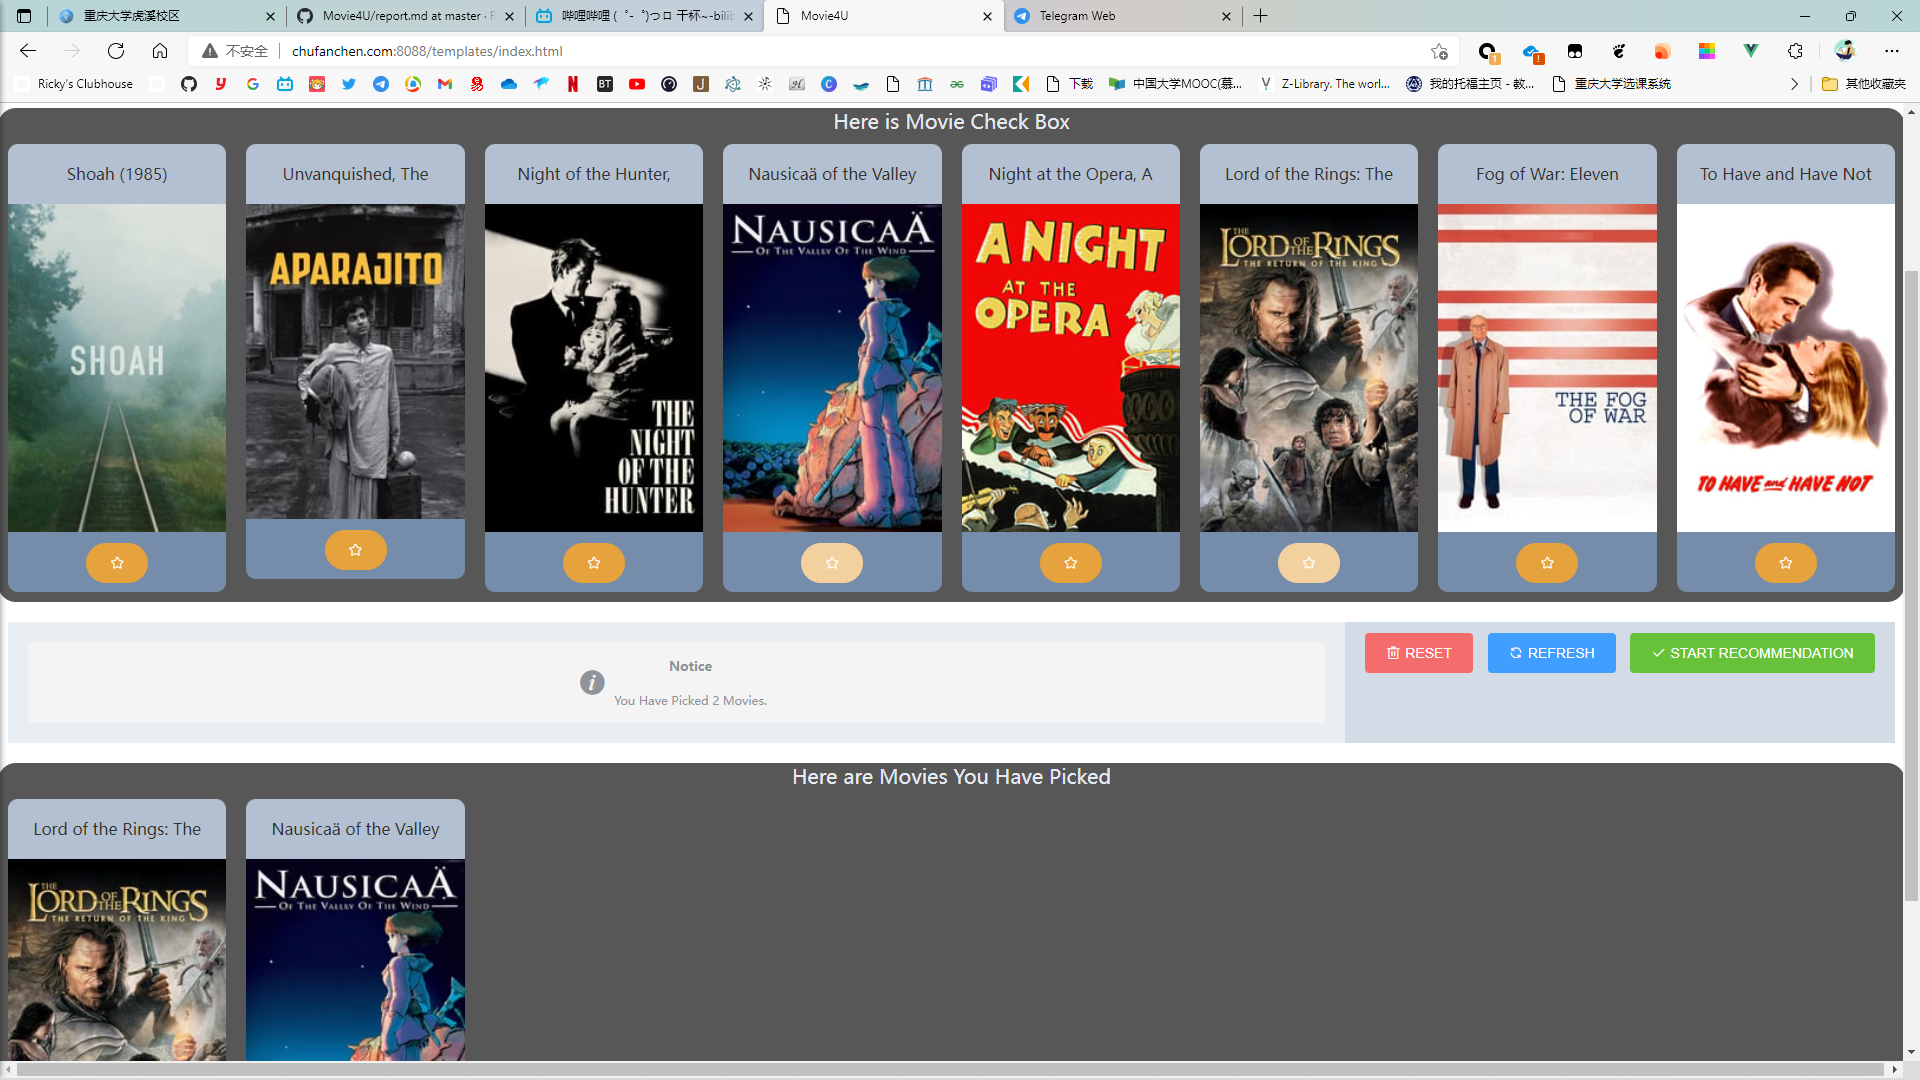 重庆大学虎溪校区
Movie4U/report.md at master · R
哔哩哔哩 (゜-゜)つロ 干杯~-bilib
Movie4U
Telegram Web
不安全
chufanchen.com:8088/templates/index.html
Ricky's Clubhouse
下载
中国大学MOOC(慕...
Z-Library. The worl...
我的托福主页 - 教...
重庆大学选课系统
其他收藏夹
Here is Movie Check Box
Shoah (1985)
Unvanquished, The
Night of the Hunter,
Nausicaä of the Valley
Night at the Opera, A
Lord of the Rings: The
Fog of War: Eleven
To Have and Have Not
SHOAH
APARAJITO
THE
NIGHT
OF THE
HUNTER
NAUSICAÄ
OF THE VALLEY OF THE WIND
A NIGHT
AT THE
OPERA
THE LORD OF THE RINGS
THE RETURN OF THE KING
THE FOG
OF WAR
TO HAVE and HAVE NOT
Notice
You Have Picked 2 Movies.
RESET
REFRESH
START RECOMMENDATION
Here are Movies You Have Picked
Lord of the Rings: The
Nausicaä of the Valley
THE LORD OF THE RINGS
THE RETURN OF THE KING
NAUSICAÄ
OF THE VALLEY OF THE WIND